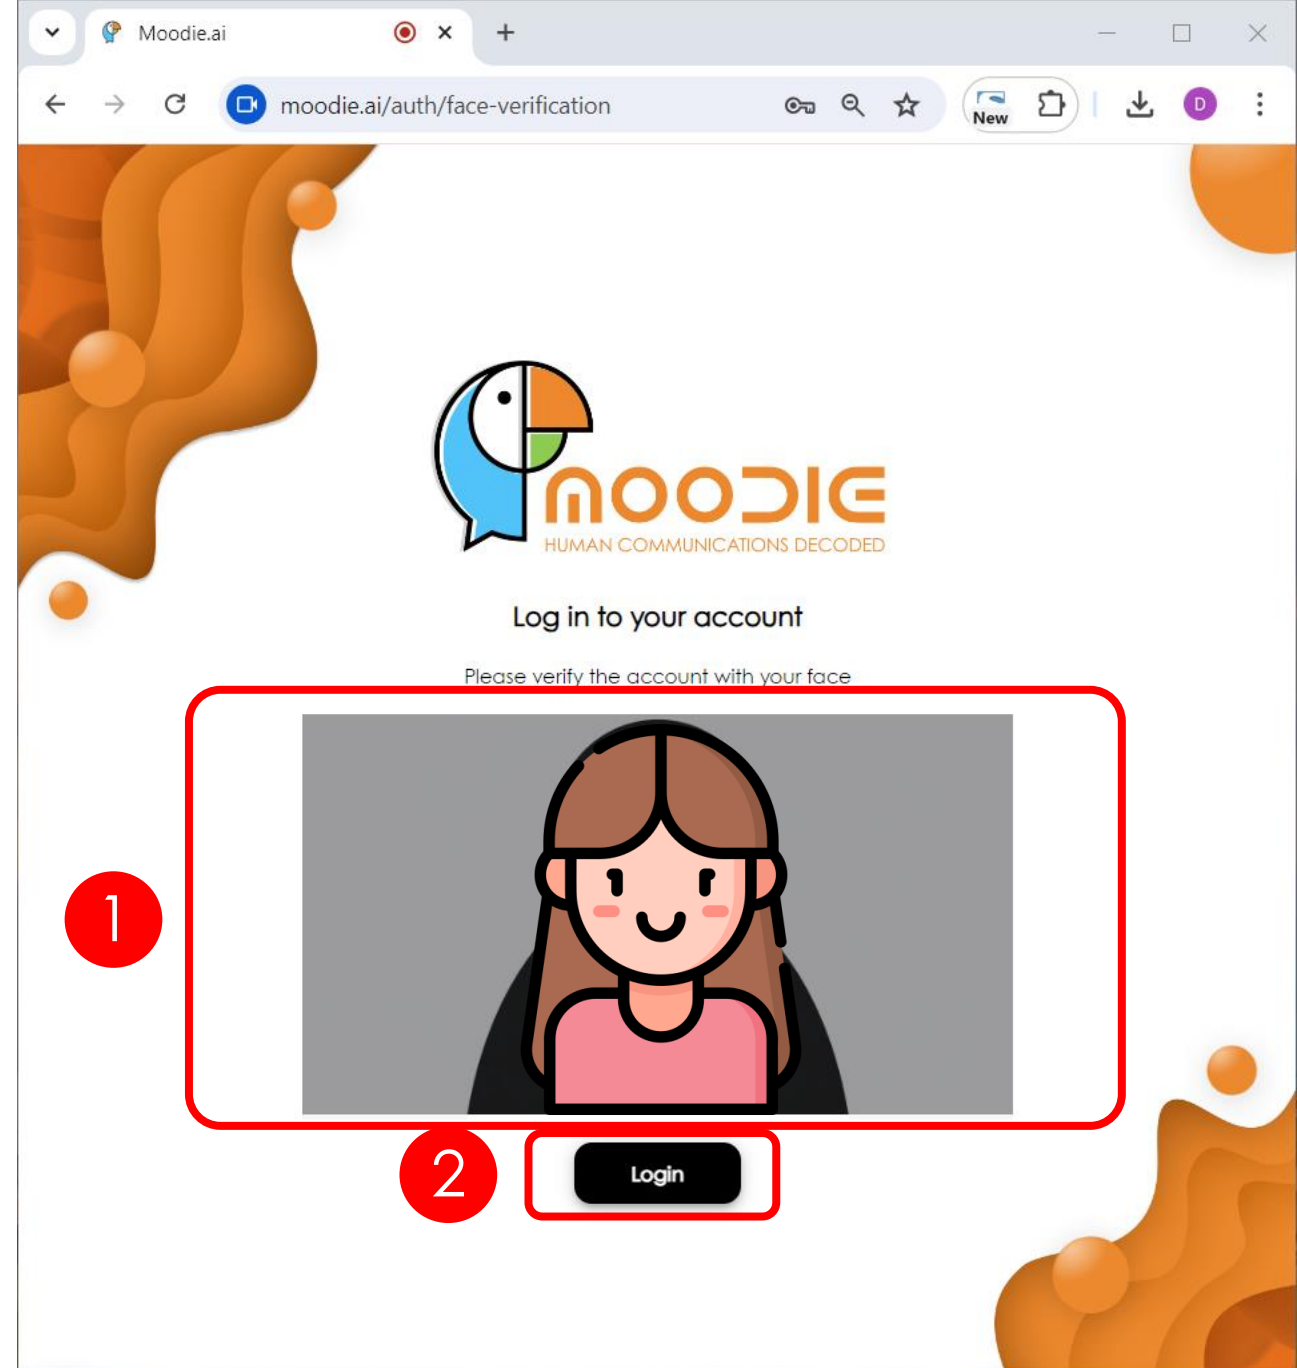 Moodie.ai
moodie.ai/auth/face-verification
New
D
MOODIE
HUMAN COMMUNICATIONS DECODED
Log in to your account
Please verify the account with your face
1
2
Login